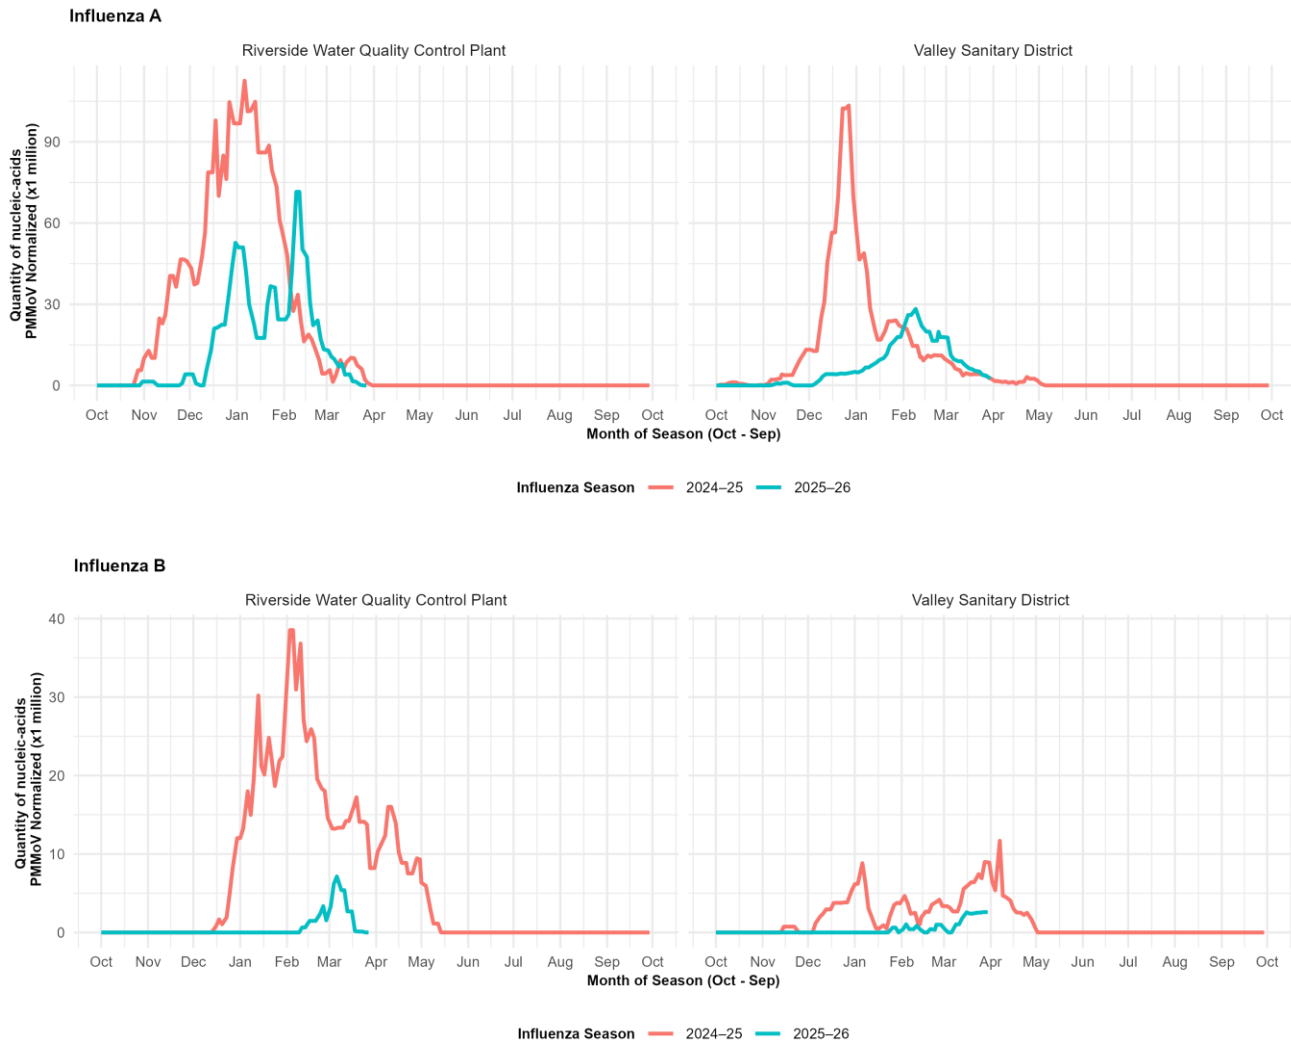 Influenza A
Riverside Water Quality Control Plant
Valley Sanitary District
Quantity of nucleic-acids
PMMoV Normalized (x1 million)
90
60
30
0
Oct Nov Dec Jan Feb Mar Apr May Jun Jul Aug Sep Oct
Oct Nov Dec Jan Feb Mar Apr May Jun Jul Aug Sep Oct
Month of Season (Oct - Sep)
Influenza Season 2024–25 2025–26
Influenza B
Riverside Water Quality Control Plant
Valley Sanitary District
Quantity of nucleic-acids
PMMoV Normalized (x1 million)
40
30
20
10
0
Oct Nov Dec Jan Feb Mar Apr May Jun Jul Aug Sep Oct
Oct Nov Dec Jan Feb Mar Apr May Jun Jul Aug Sep Oct
Month of Season (Oct - Sep)
Influenza Season 2024–25 2025–26